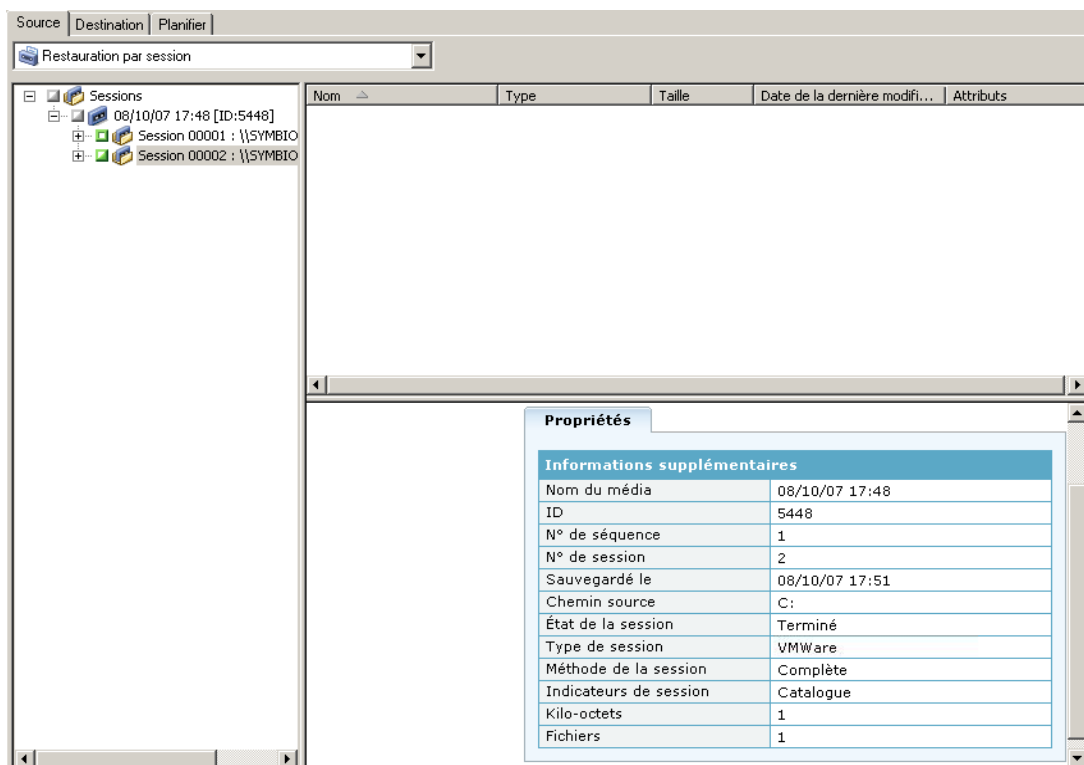 Source Destination Planifier
Restauration par session
Sessions
08/10/07 17:48 [ID:5448]
Session 00001 : \\SYMBIO
Session 00002 : \\SYMBIO
Nom Type Taille Date de la dernière modifi... Attributs
Propriétés
Informations supplémentaires
Nom du média 08/10/07 17:48
ID 5448
N° de séquence 1
N° de session 2
Sauvegardé le 08/10/07 17:51
Chemin source C:
État de la session Terminé
Type de session VMWare
Méthode de la session Complète
Indicateurs de session Catalogue
Kilo-octets 1
Fichiers 1